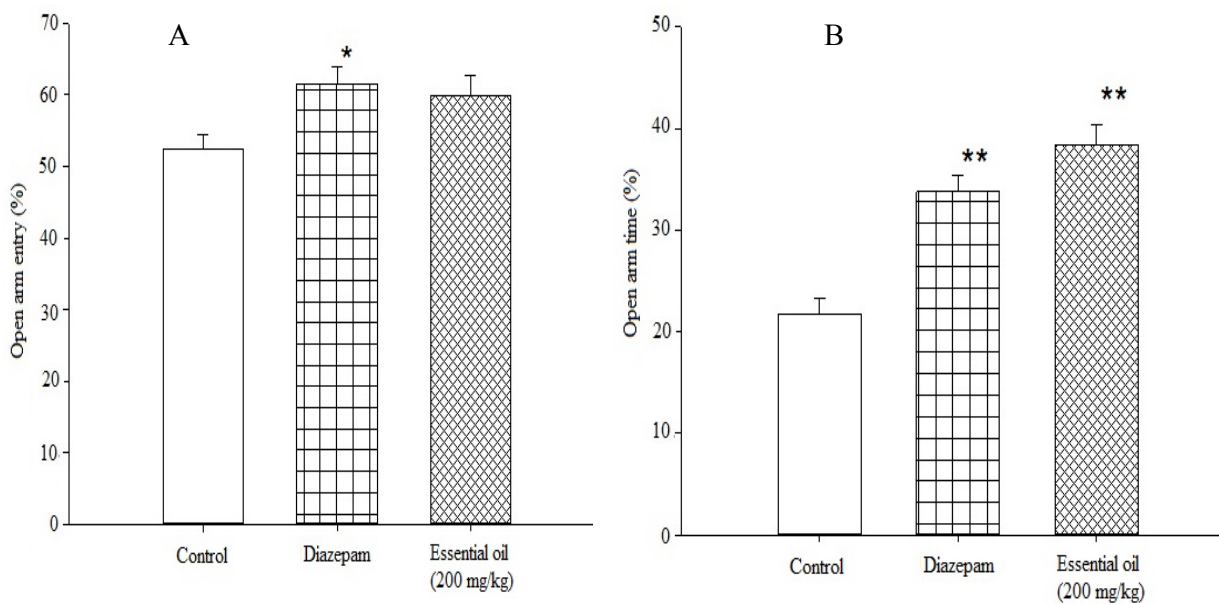 A
Open arm entry (%)
70
60
50
40
30
20
10
0
*
Control
Diazepam
Essential oil
(200 mg/kg)
B
Open arm time (%)
50
40
30
20
10
0
**
**
Control
Diazepam
Essential oil
(200 mg/kg)